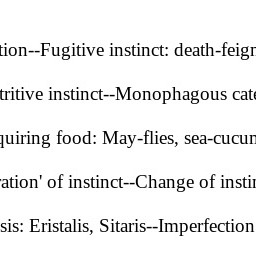 tion--Fugitive instinct: death-feign
tritive instinct--Monophagous cate
quiring food: May-flies, sea-cucum
ration' of instinct--Change of instin
sis: Eristalis, Sitaris--Imperfection